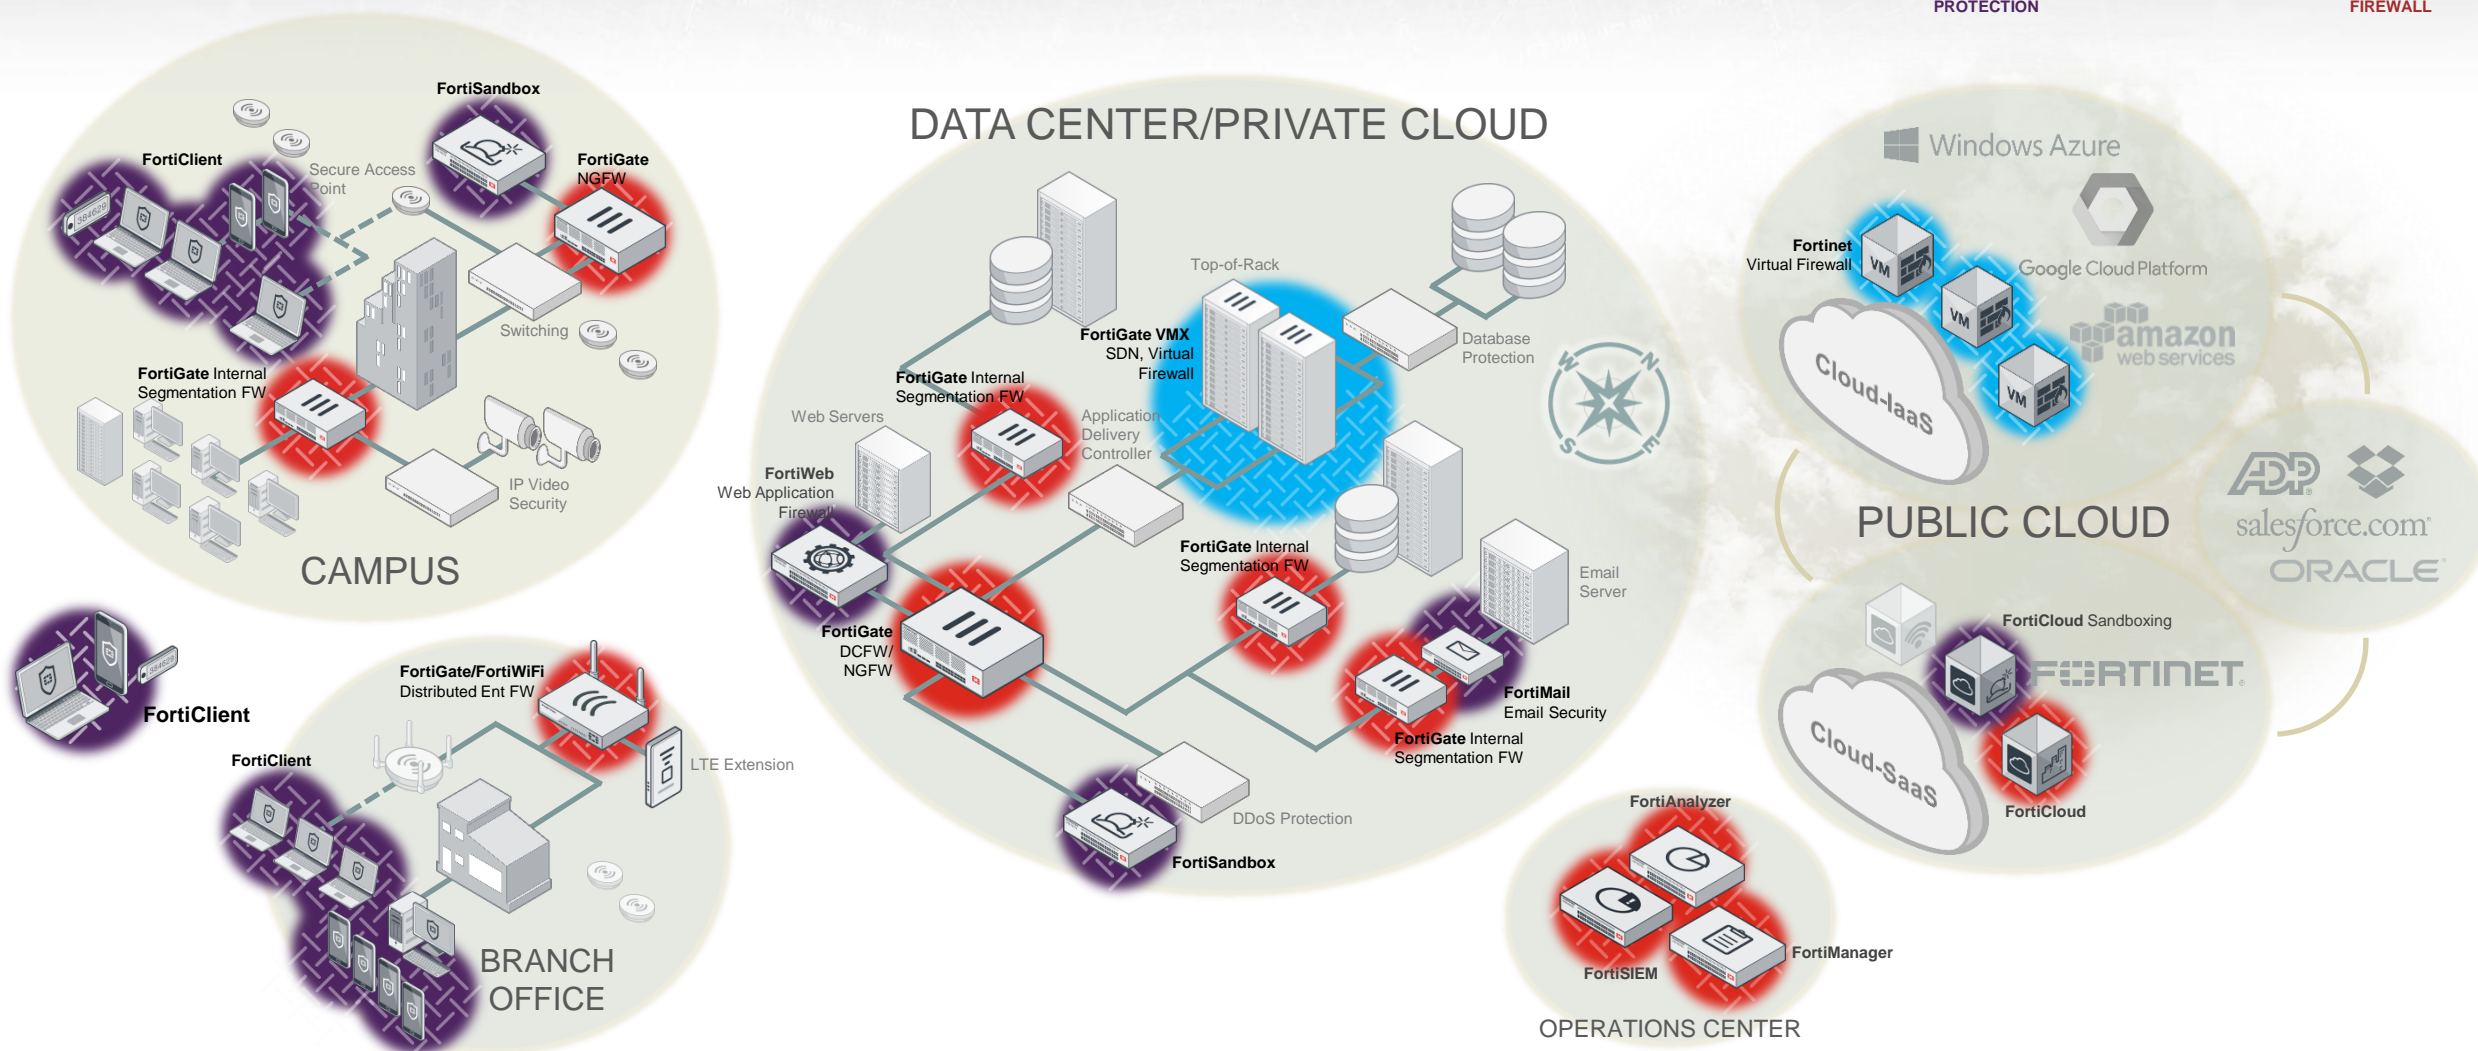 PROTECTION
FIREWALL
FortiSandbox
FortiClient
Secure Access
Point
FortiGate
NGFW
384629
Switching
FortiGate Internal
Segmentation FW
IP Video
Security
CAMPUS
384629
FortiClient
FortiGate/FortiWiFi
Distributed Ent FW
LTE Extension
FortiClient
BRANCH
OFFICE
DATA CENTER/PRIVATE CLOUD
Top-of-Rack
FortiGate VMX
SDN, Virtual
Firewall
Database
Protection
FortiGate Internal
Segmentation FW
Web Servers
Application
Delivery
Controller
FortiWeb
Web Application
Firewall
N
W
E
S
FortiGate Internal
Segmentation FW
Email
Server
FortiGate
DCFW/
NGFW
FortiMail
Email Security
FortiGate Internal
Segmentation FW
DDoS Protection
FortiSandbox
Windows Azure
Fortinet
Virtual Firewall
VM
VM
VM
Google Cloud Platform
amazon
web services
Cloud-IaaS
ADP
salesforce.com
ORACLE
PUBLIC CLOUD
FortiCloud Sandboxing
FORTINET
Cloud-SaaS
FortiCloud
FortiAnalyzer
FortiManager
FortiSIEM
OPERATIONS CENTER